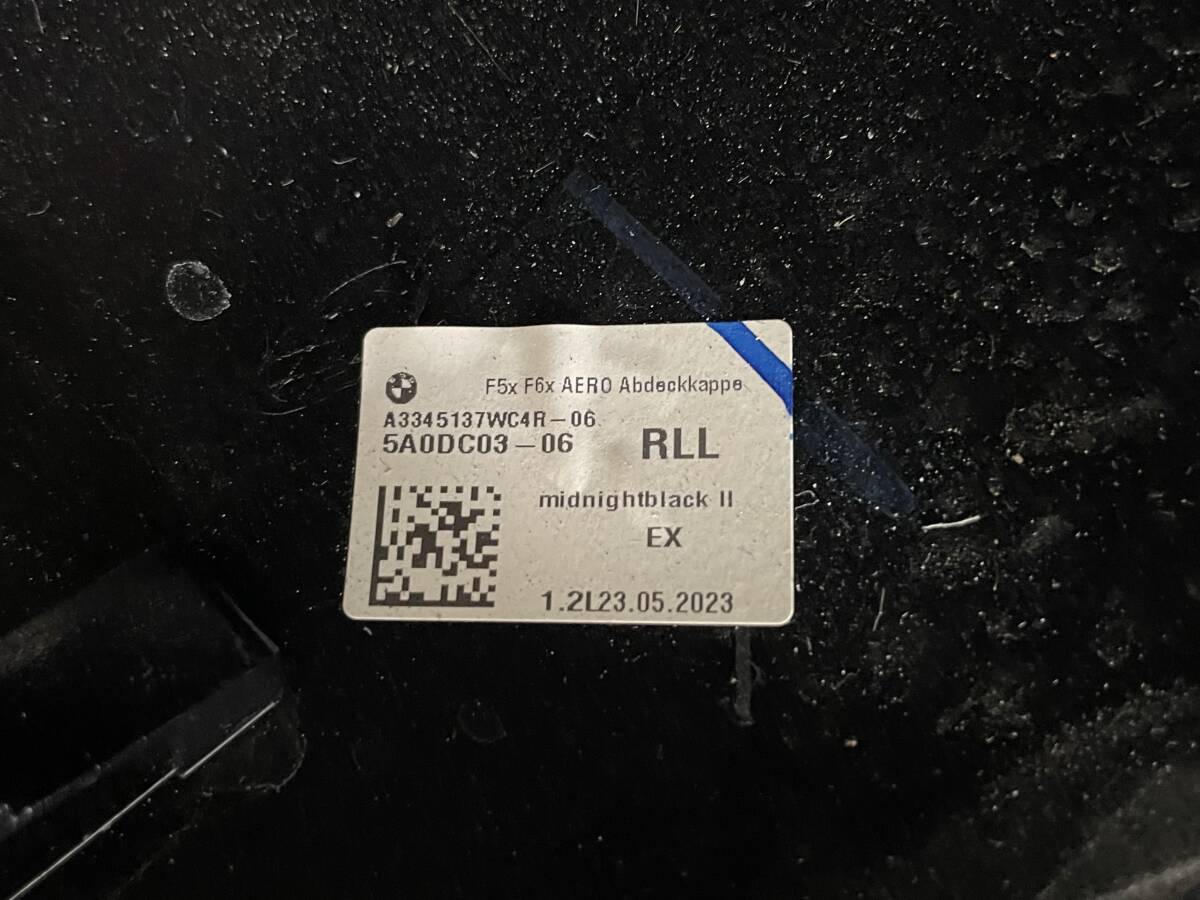 F5x F6x AERO Abdeckkappe
A3345137WC4R-06
5A0DC03-06
RLL
midnightblack II
EX
1.2L23.05.2023